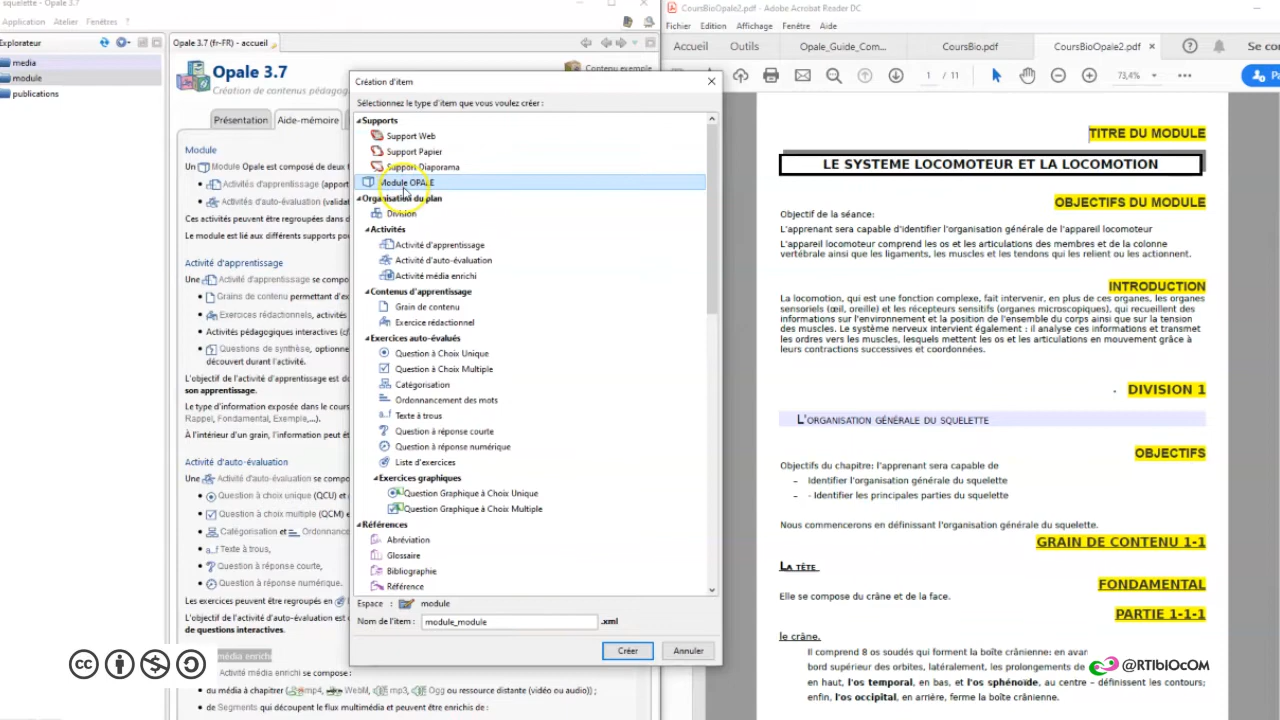 squelette - Opale 3.7
Application Atelier Fenêtres ?
Explorateur
media
module
publications
Opale 3.7 (fr-FR) - accueil
Opale 3.7
Création de contenus pédagog
Contenu exemple
Présentation
Aide-mémoire
Module
Un Module Opale est composé de deux t
Activités d'apprentissage (apport
Activités d'auto-évaluation (valida
Ces activités peuvent être regroupées dans d
Le module est lié aux différents supports pou
Activité d'apprentissage
Une Activité d'apprentissage se compo
Grains de contenu permettant d'ex
Exercices rédactionnels, activités
Activités pédagogiques interactives (cf
Questions de synthèse, optionne
découvert durant l'activité.
L'objectif de l'activité d'apprentissage est d
son apprentissage.
Le type d'information exposée dans le cours
Rappel, Fondamental, Exemple,...).
À l'intérieur d'un grain, l'information peut êt
Activité d'auto-évaluation
Une Activité d'auto-évaluation se com
Question à choix unique (QCU) et
Question à choix multiple (QCM) et
Catégorisation et Ordonnance
Texte à trous,
Question à réponse courte,
Question à réponse numérique.
Les exercices peuvent être regroupés en
L'objectif de l'activité d'auto-évaluation est d
de questions interactives.
média enrichi
Activité média enrichi se compose :
du média à chapitrer (mp4, WebM, mp3, Ogg ou ressource distante (vidéo ou audio)) ;
de Segments qui découpent le flux multimédia et peuvent être enrichis de :
Création d'item
Sélectionnez le type d'item que vous voulez créer :
Supports
Support Web
Support Papier
Support Diaporama
Module OPALE
Organisation du plan
Division
Activités
Activité d'apprentissage
Activité d'auto-évaluation
Activité média enrichi
Contenus d'apprentissage
Grain de contenu
Exercice rédactionnel
Exercices auto-évalués
Question à Choix Unique
Question à Choix Multiple
Catégorisation
Ordonnancement des mots
Texte à trous
Question à réponse courte
Question à réponse numérique
Liste d'exercices
Exercices graphiques
Question Graphique à Choix Unique
Question Graphique à Choix Multiple
Références
Abréviation
Glossaire
Bibliographie
Référence
Espace : module
Nom de l'item : module_module .xml
Créer
Annuler
CoursBioOpale2.pdf - Adobe Acrobat Reader DC
Fichier Edition Affichage Fenêtre Aide
Accueil Outils Opale_Guide_Com... CoursBio.pdf CoursBioOpale2.pdf × Se co
1 / 11 73,4%
TITRE DU MODULE
LE SYSTEME LOCOMOTEUR ET LA LOCOMOTION
OBJECTIFS DU MODULE
Objectif de la séance:
L'apprenant sera capable d'identifier l'organisation générale de l'appareil locomoteur
L'appareil locomoteur comprend les os et les articulations des membres et de la colonne
vertébrale ainsi que les ligaments, les muscles et les tendons qui les relient ou les actionnent.
INTRODUCTION
La locomotion, qui est une fonction complexe, fait intervenir, en plus de ces organes, les organes
sensoriels (œil, oreille) et les récepteurs sensitifs (organes microscopiques), qui recueillent des
informations sur l'environnement et la position de l'ensemble du corps ainsi que sur la tension
des muscles. Le système nerveux intervient également : il analyse ces informations et transmet
les ordres vers les muscles, lesquels mettent les os et les articulations en mouvement grâce à
leurs contractions successives et coordonnées.
DIVISION 1
L'ORGANISATION GÉNÉRALE DU SQUELETTE
OBJECTIFS
Objectifs du chapitre: l'apprenant sera capable de
– Identifier l'organisation générale du squelette
– - Identifier les principales parties du squelette
Nous commencerons en définissant l'organisation générale du squelette.
GRAIN DE CONTENU 1-1
LA TÊTE
FONDAMENTAL
Elle se compose du crâne et de la face.
PARTIE 1-1-1
le crâne.
Il comprend 8 os soudés qui forment la boîte crânienne: en avan
bord supérieur des orbites, latéralement, les prolongements de
en haut, l'os temporal, en bas, et l'os sphénoïde, au centre – définissent les contours;
enfin, l'os occipital, en arrière, ferme la boîte crânienne.
@RTIbIOcOM
cc